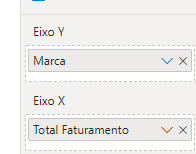 Eixo Y
Marca
Eixo X
Total Faturamento